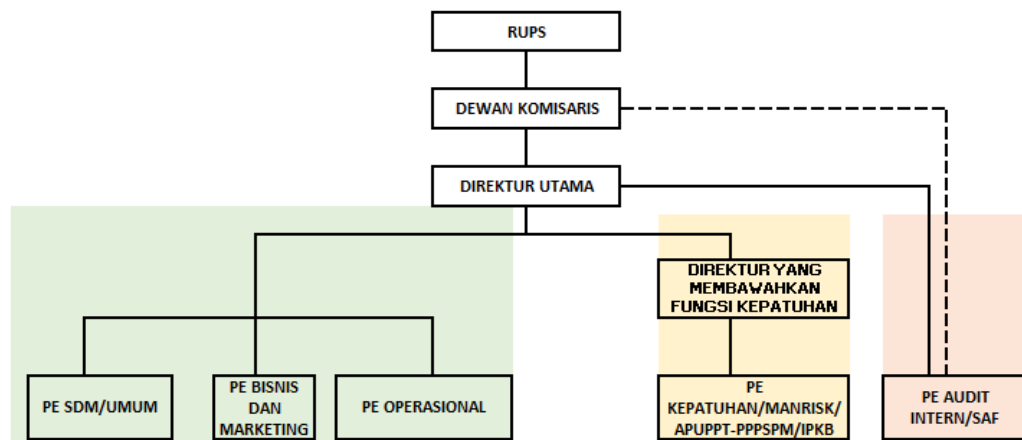 RUPS
DEWAN KOMISARIS
DIREKTUR UTAMA
DIREKTUR YANG
MEMBAWAHKAN
FUNGSI KEPATUHAN
PE SDM/UMUM
PE BISNIS
DAN
MARKETING
PE OPERASIONAL
PE
KEPATUHAN/MANRISK/
APUPPT-PPPSPM/IPKB
PE AUDIT
INTERN/SAF